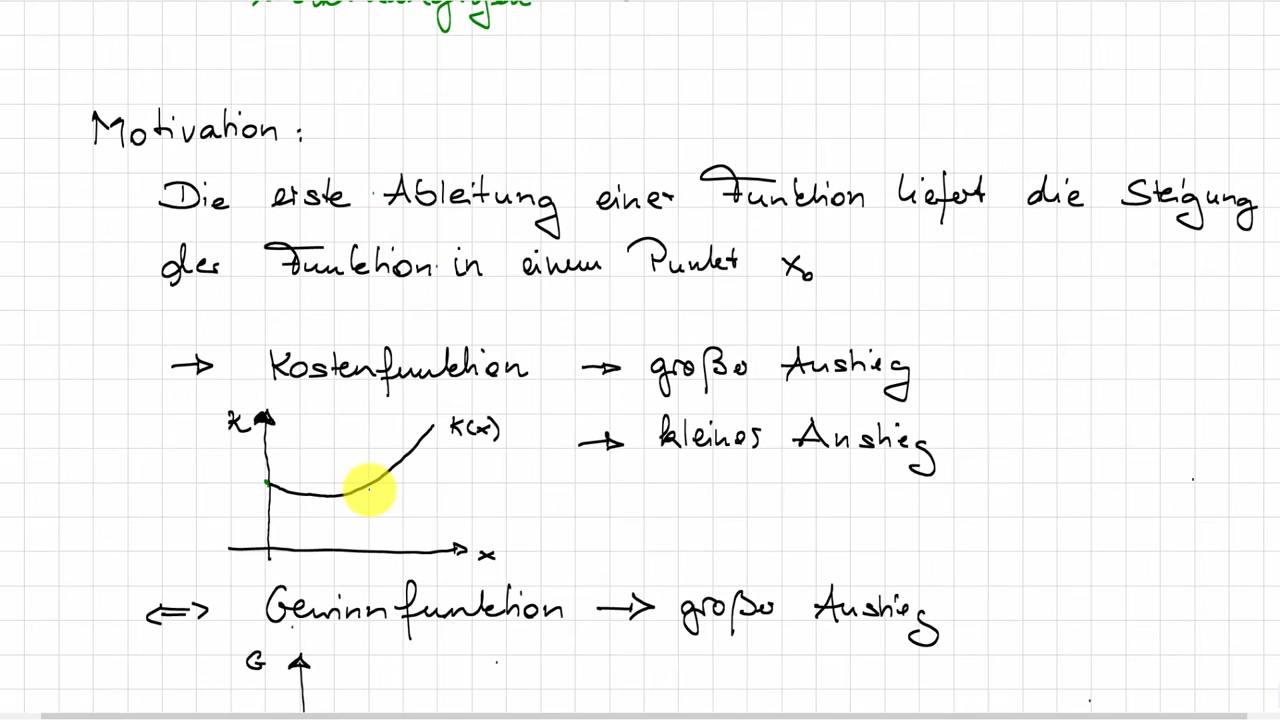 Motivation:
Die erste Ableitung einer Funktion liefert die Steigung
der Funktion in einem Punkt x₀
→ Kostenfunktion → großer Anstieg
K K(x) → kleiner Anstieg
x
⇔ Gewinnfunktion → großer Anstieg
G